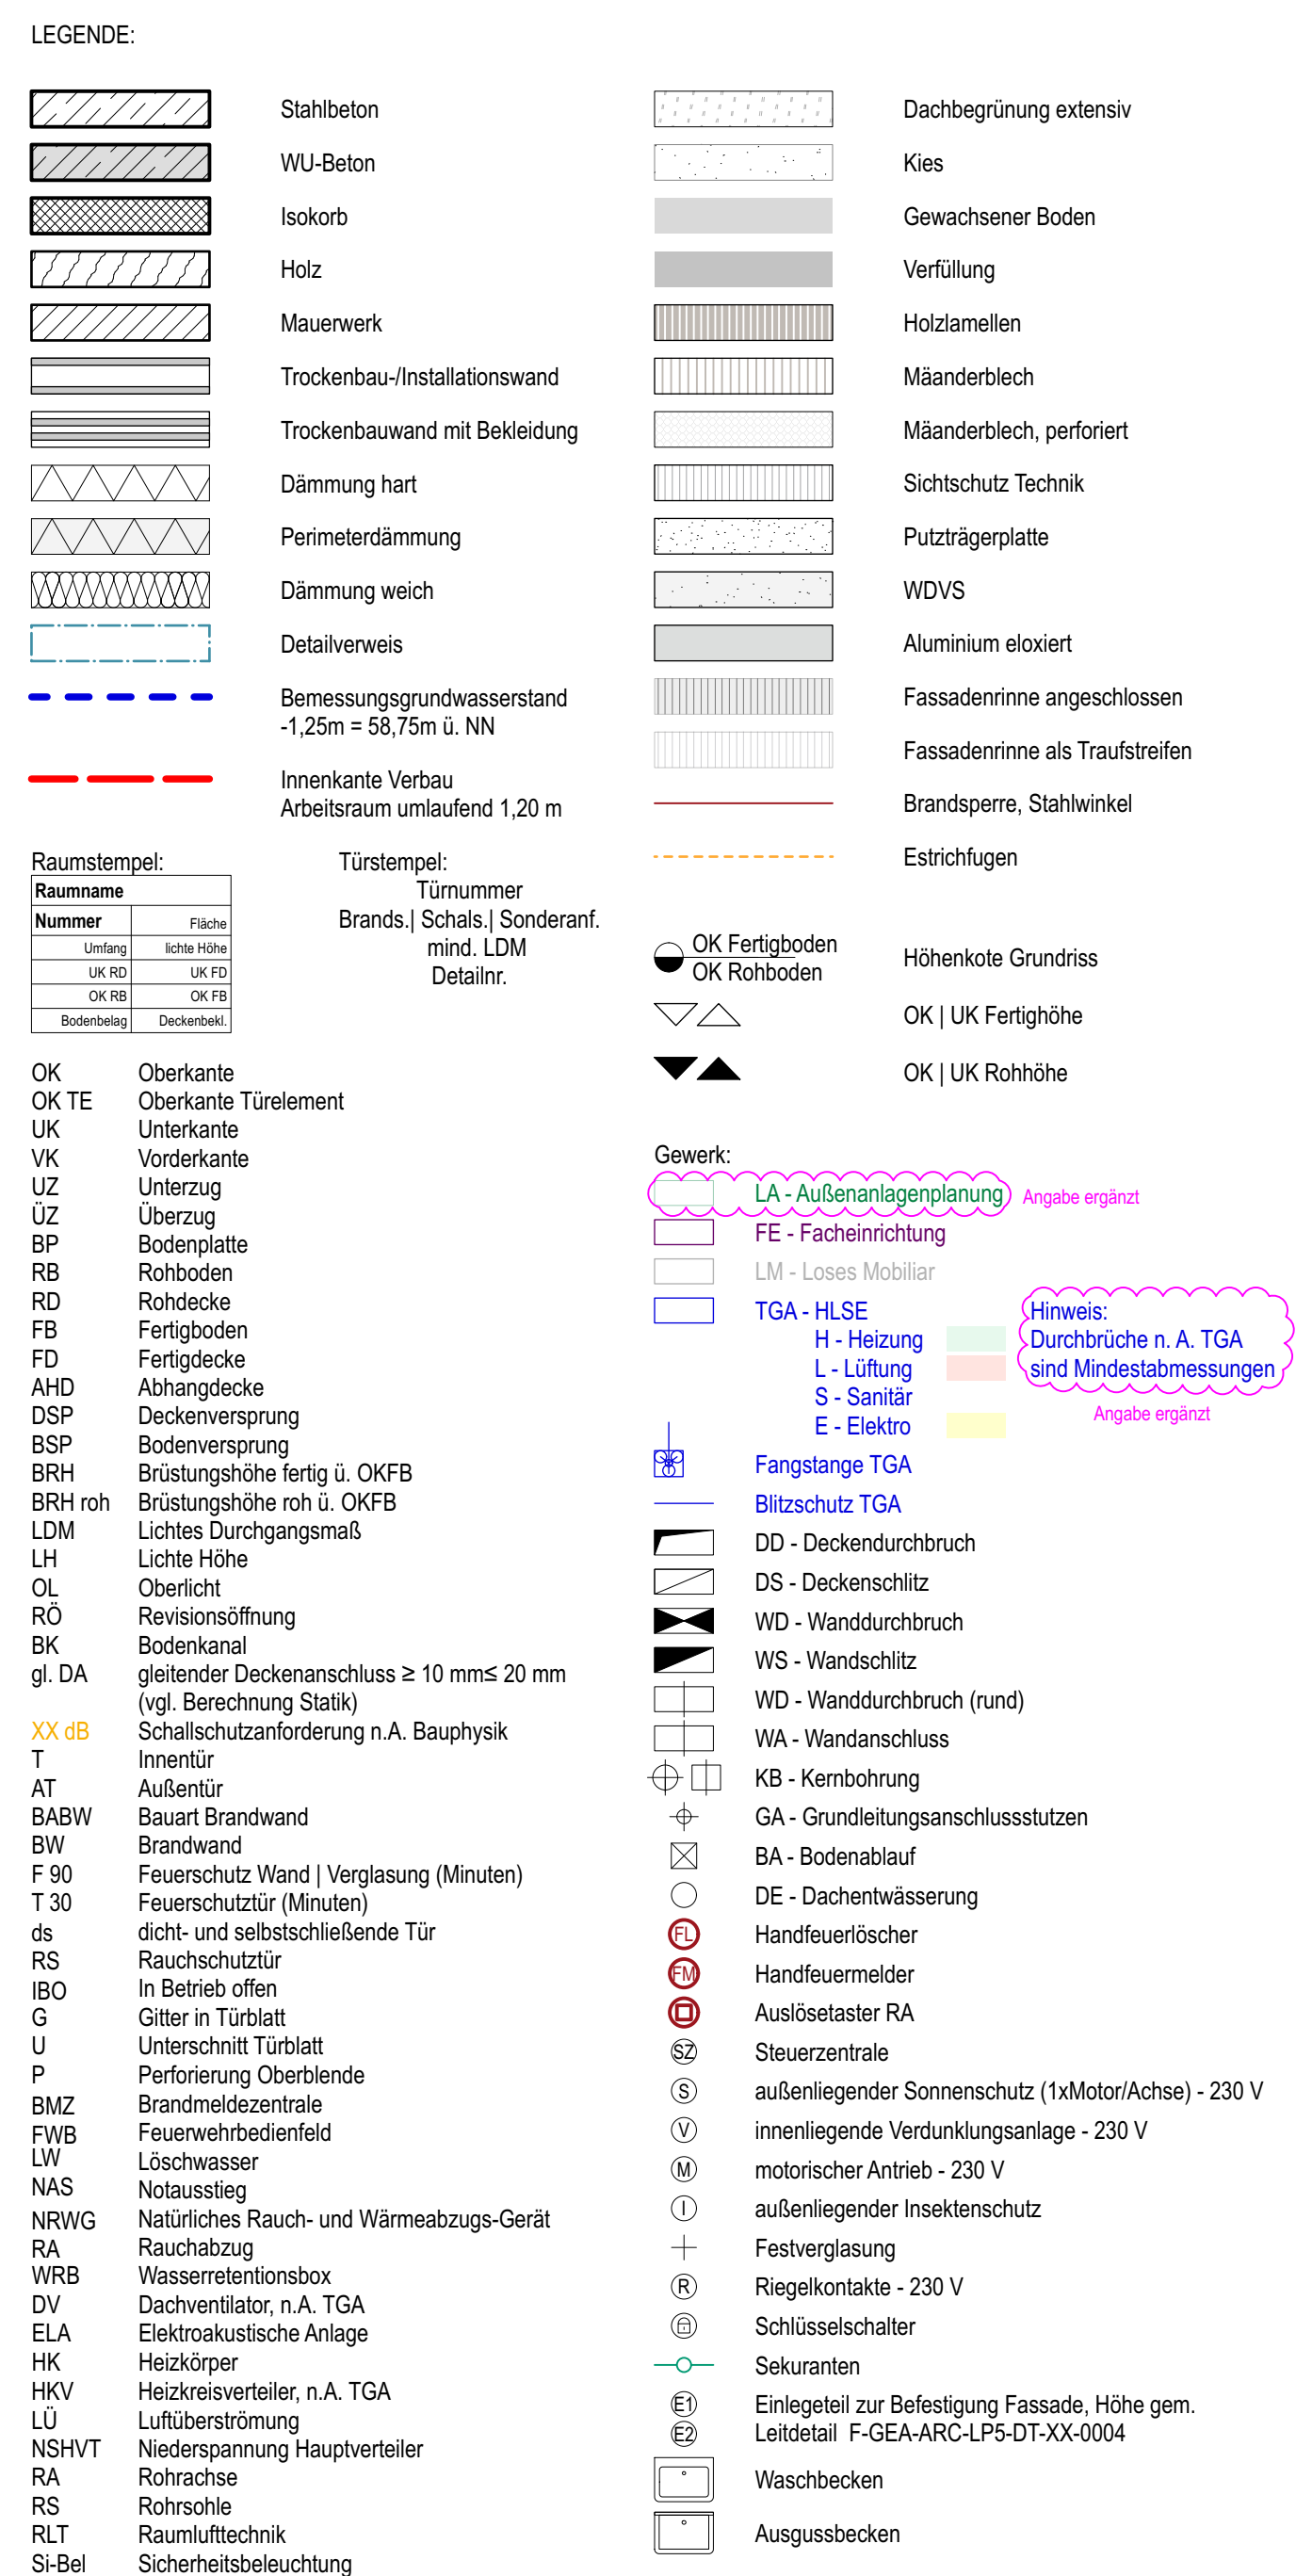 LEGENDE:
Stahlbeton
WU-Beton
Isokorb
Holz
Mauerwerk
Trockenbau-/Installationswand
Trockenbauwand mit Bekleidung
Dämmung hart
Perimeterdämmung
Dämmung weich
Detailverweis
Bemessungsgrundwasserstand
-1,25m = 58,75m ü. NN
Innenkante Verbau
Arbeitsraum umlaufend 1,20 m
Raumstempel:
Raumname
Nummer Fläche
Umfang lichte Höhe
UK RD UK FD
OK RB OK FB
Bodenbelag Deckenbekl.
Türstempel:
Türnummer
Brands.| Schals.| Sonderanf.
mind. LDM
Detailnr.
OK Oberkante
OK TE Oberkante Türelement
UK Unterkante
VK Vorderkante
UZ Unterzug
ÜZ Überzug
BP Bodenplatte
RB Rohboden
RD Rohdecke
FB Fertigboden
FD Fertigdecke
AHD Abhangdecke
DSP Deckenversprung
BSP Bodenversprung
BRH Brüstungshöhe fertig ü. OKFB
BRH roh Brüstungshöhe roh ü. OKFB
LDM Lichtes Durchgangsmaß
LH Lichte Höhe
OL Oberlicht
RÖ Revisionsöffnung
BK Bodenkanal
gl. DA gleitender Deckenanschluss ≥ 10 mm≤ 20 mm
(vgl. Berechnung Statik)
XX dB Schallschutzanforderung n.A. Bauphysik
T Innentür
AT Außentür
BABW Bauart Brandwand
BW Brandwand
F 90 Feuerschutz Wand | Verglasung (Minuten)
T 30 Feuerschutztür (Minuten)
ds dicht- und selbstschließende Tür
RS Rauchschutztür
IBO In Betrieb offen
G Gitter in Türblatt
U Unterschnitt Türblatt
P Perforierung Oberblende
BMZ Brandmeldezentrale
FWB Feuerwehrbedienfeld
LW Löschwasser
NAS Notausstieg
NRWG Natürliches Rauch- und Wärmeabzugs-Gerät
RA Rauchabzug
WRB Wasserretentionsbox
DV Dachventilator, n.A. TGA
ELA Elektroakustische Anlage
HK Heizkörper
HKV Heizkreisverteiler, n.A. TGA
LÜ Luftüberströmung
NSHVT Niederspannung Hauptverteiler
RA Rohrachse
RS Rohrsohle
RLT Raumlufttechnik
Si-Bel Sicherheitsbeleuchtung
Dachbegrünung extensiv
Kies
Gewachsener Boden
Verfüllung
Holzlamellen
Mäanderblech
Mäanderblech, perforiert
Sichtschutz Technik
Putzträgerplatte
WDVS
Aluminium eloxiert
Fassadenrinne angeschlossen
Fassadenrinne als Traufstreifen
Brandsperre, Stahlwinkel
Estrichfugen
OK Fertigboden
OK Rohboden
Höhenkote Grundriss
OK | UK Fertighöhe
OK | UK Rohhöhe
Gewerk:
LA - Außenanlagenplanung Angabe ergänzt
FE - Facheinrichtung
LM - Loses Mobiliar
TGA - HLSE
H - Heizung
L - Lüftung
S - Sanitär
E - Elektro
Hinweis:
Durchbrüche n. A. TGA
sind Mindestabmessungen
Angabe ergänzt
Fangstange TGA
Blitzschutz TGA
DD - Deckendurchbruch
DS - Deckenschlitz
WD - Wanddurchbruch
WS - Wandschlitz
WD - Wanddurchbruch (rund)
WA - Wandanschluss
KB - Kernbohrung
GA - Grundleitungsanschlussstutzen
BA - Bodenablauf
DE - Dachentwässerung
FL Handfeuerlöscher
FM Handfeuermelder
Auslösetaster RA
SZ Steuerzentrale
S außenliegender Sonnenschutz (1xMotor/Achse) - 230 V
V innenliegende Verdunklungsanlage - 230 V
M motorischer Antrieb - 230 V
I außenliegender Insektenschutz
Festverglasung
R Riegelkontakte - 230 V
Schlüsselschalter
Sekuranten
E1 Einlegeteil zur Befestigung Fassade, Höhe gem.
E2 Leitdetail F-GEA-ARC-LP5-DT-XX-0004
Waschbecken
Ausgussbecken